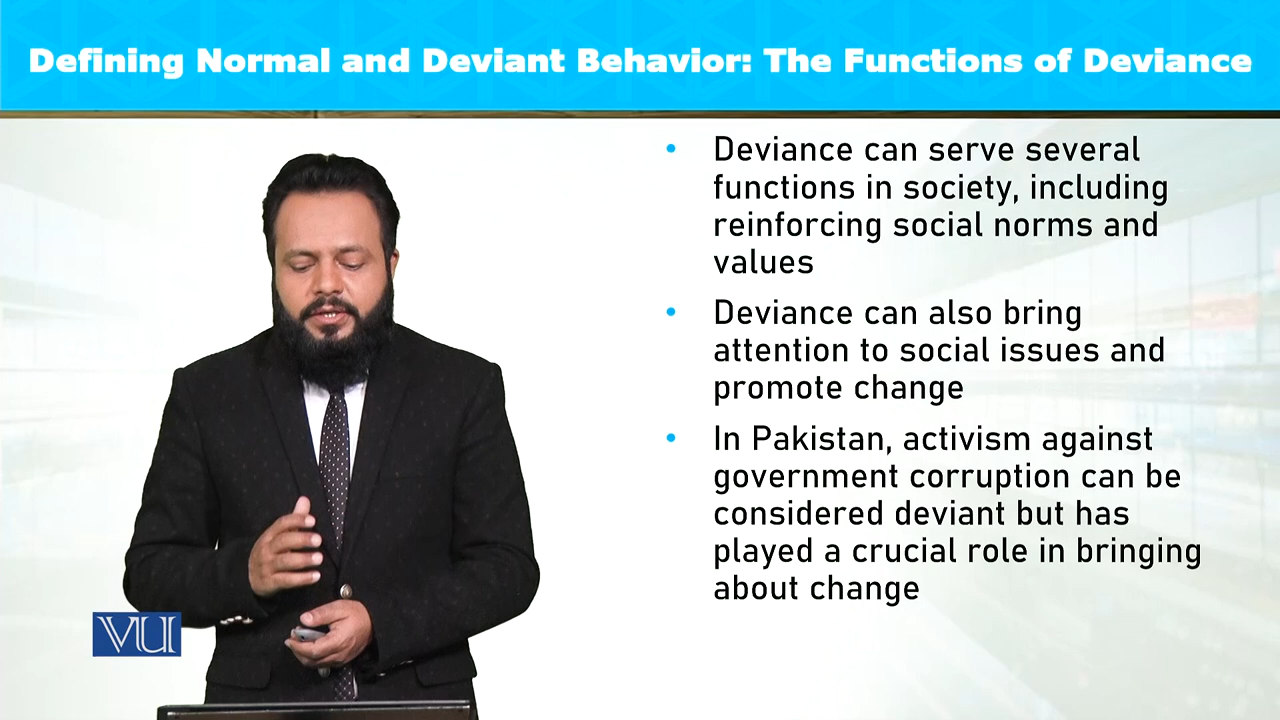 Defining Normal and Deviant Behavior: The Functions of Deviance
• Deviance can serve several
functions in society, including
reinforcing social norms and
values
• Deviance can also bring
attention to social issues and
promote change
• In Pakistan, activism against
government corruption can be
considered deviant but has
played a crucial role in bringing
about change
VU